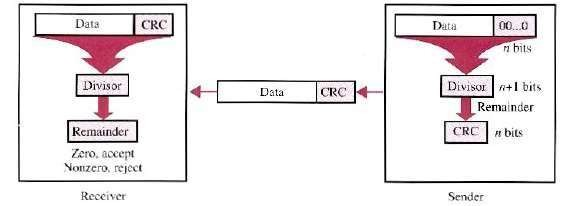 Data CRC
Divisor
Remainder
Zero, accept
Nonzero, reject
Receiver
Data CRC
Data 00...0
n bits
Divisor n+1 bits
Remainder
CRC n bits
Sender